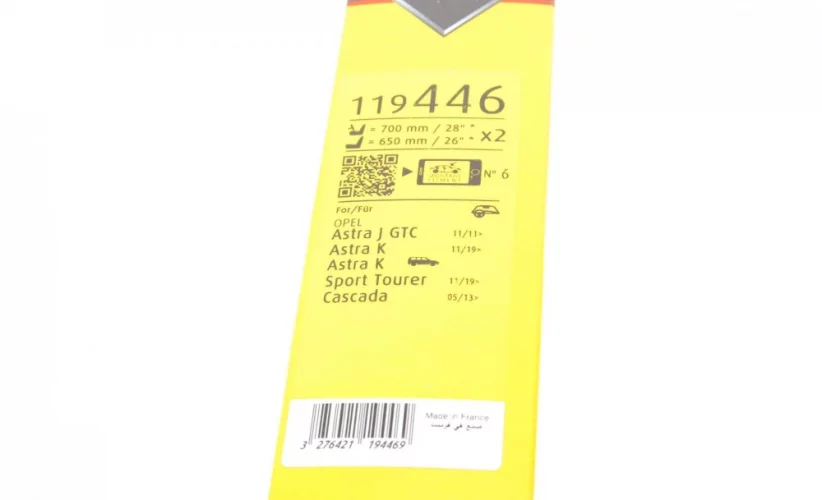 119446
= 700 mm / 28" *
= 650 mm / 26" * x2
N° 6
For/Für
OPEL
Astra J GTC 11/11>
Astra K 11/19>
Astra K
Sport Tourer 11/19>
Cascada 05/13>
Made in France
صنع في فرنسا
3 276421 194469